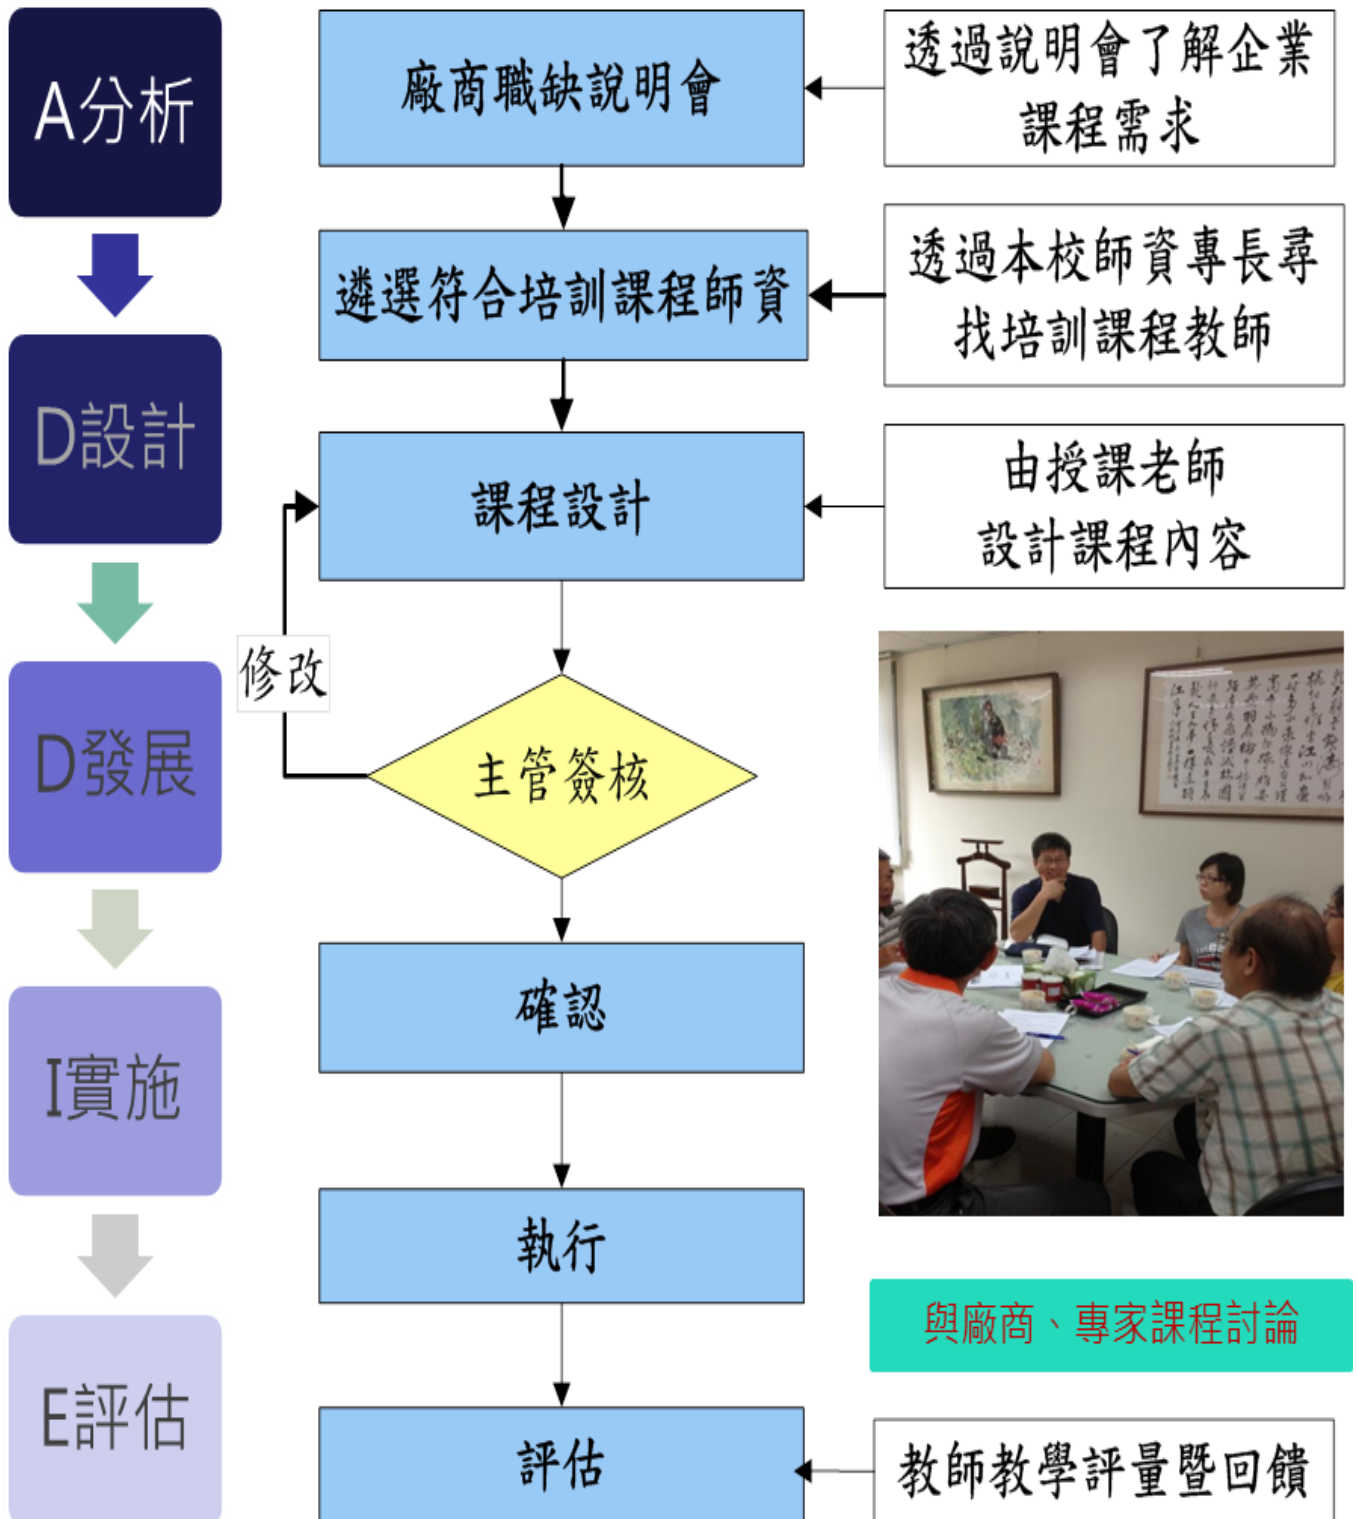 A分析
廠商職缺說明會
透過說明會了解企業
課程需求
遴選符合培訓課程師資
透過本校師資專長尋
找培訓課程教師
D設計
課程設計
由授課老師
設計課程內容
修改
D發展
主管簽核
確認
I實施
執行
與廠商、專家課程討論
E評估
評估
教師教學評量暨回饋